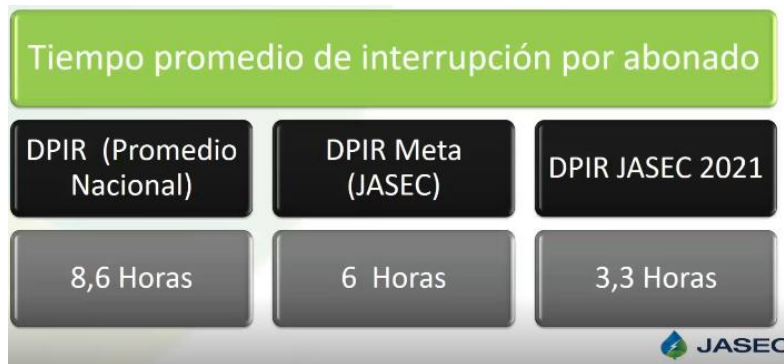 Tiempo promedio de interrupción por abonado
DPIR (Promedio
Nacional)
DPIR Meta
(JASEC)
DPIR JASEC 2021
8,6 Horas
6 Horas
3,3 Horas
JASEC